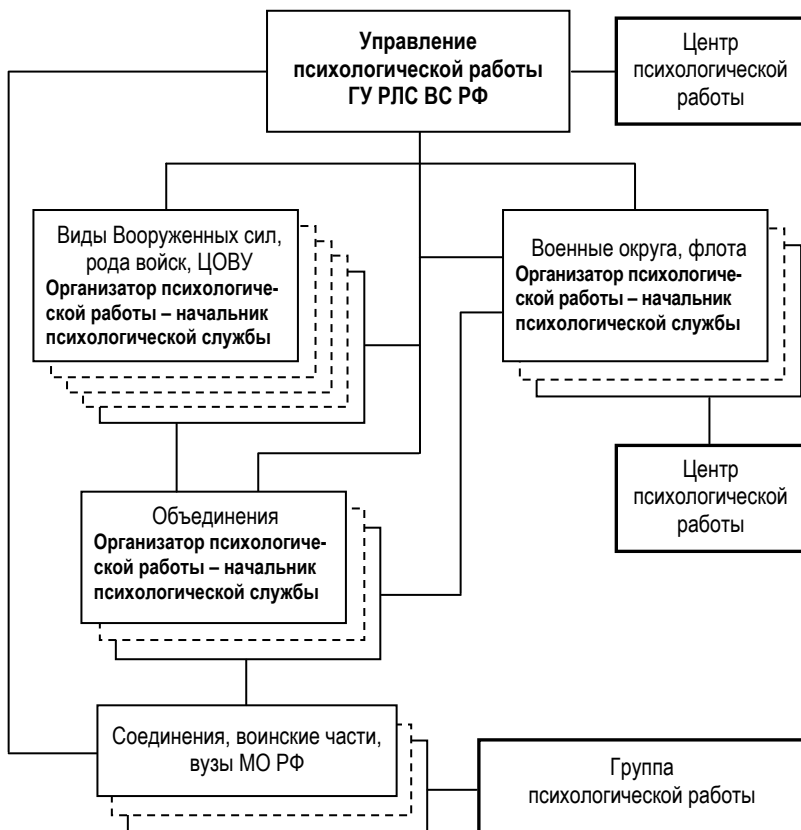 Управление
психологической работы
ГУ РЛС ВС РФ
Центр
психологической
работы
Виды Вооруженных сил,
рода войск, ЦОВУ
Организатор психологиче-
ской работы – начальник
психологической службы
Военные округа, флота
Организатор психологиче-
ской работы – начальник
психологической службы
Центр
психологической
работы
Объединения
Организатор психологиче-
ской работы – начальник
психологической службы
Соединения, воинские части,
вузы МО РФ
Группа
психологической работы